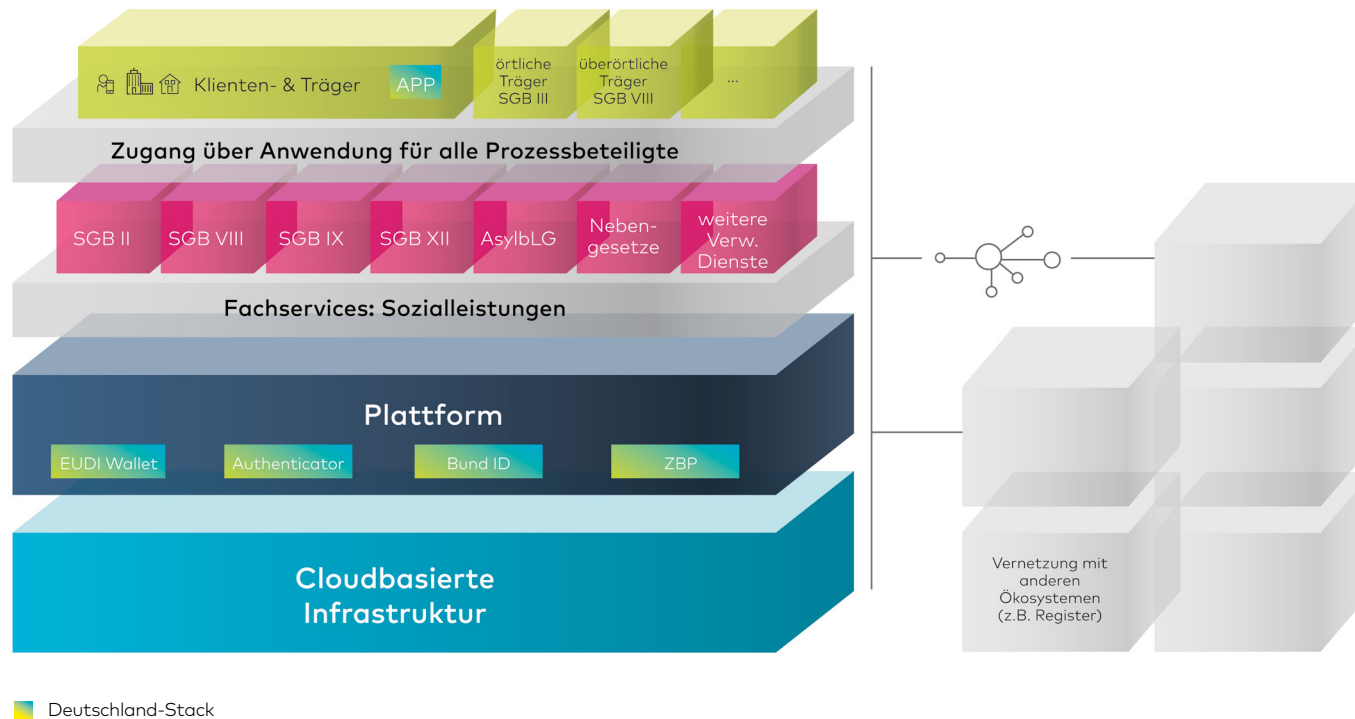 Klienten- & Träger
APP
örtliche
Träger
SGB III
überörtliche
Träger
SGB VIII
...
Zugang über Anwendung für alle Prozessbeteiligte
SGB II
SGB VIII
SGB IX
SGB XII
AsylbLG
Neben-
gesetze
weitere
Verw.
Dienste
Fachservices: Sozialleistungen
Plattform
EUDI Wallet
Authenticator
Bund ID
ZBP
Cloudbasierte
Infrastruktur
Vernetzung mit
anderen
Ökosystemen
(z.B. Register)
Deutschland-Stack